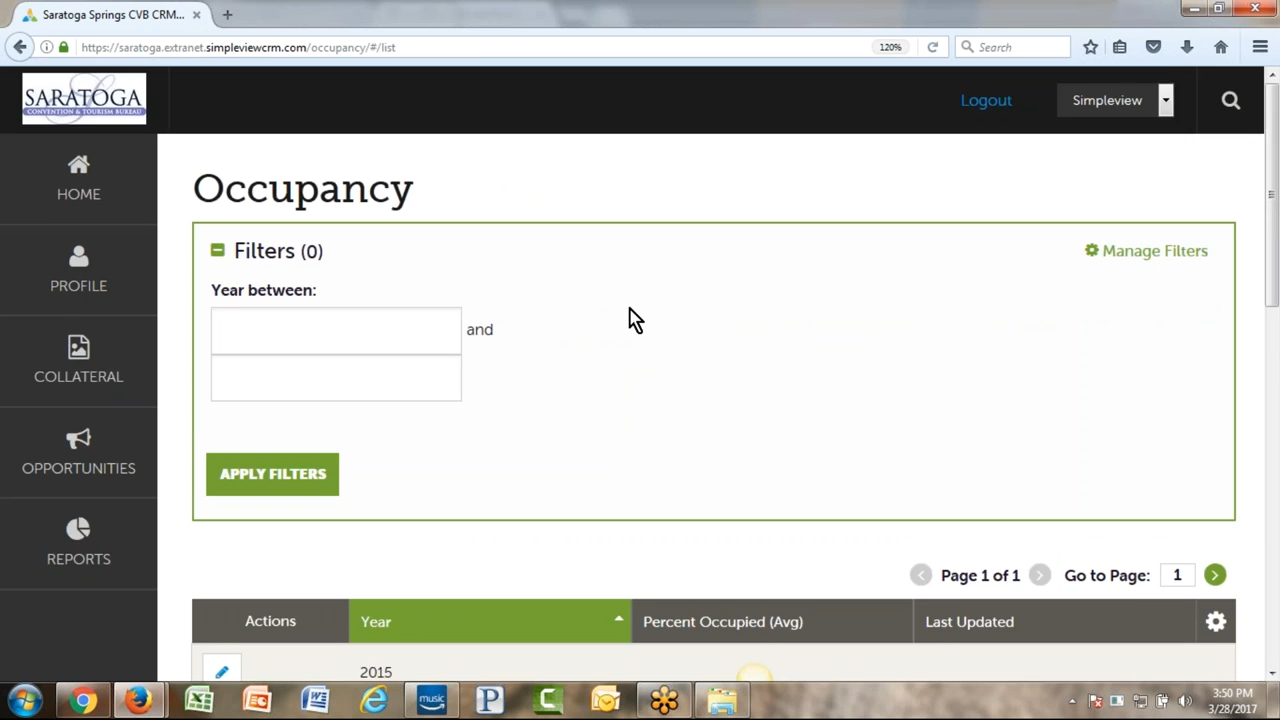 Saratoga Springs CVB CRM...
https://saratoga.extranet.simpleviewcrm.com/occupancy/#/list
120%
Search
SARATOGA
CONVENTION & TOURISM BUREAU
Logout
Simpleview
HOME
PROFILE
COLLATERAL
OPPORTUNITIES
REPORTS
Occupancy
Filters (0)
Manage Filters
Year between:
and
APPLY FILTERS
Page 1 of 1
Go to Page:
1
Actions
Year
Percent Occupied (Avg)
Last Updated
2015
music
3:50 PM
3/28/2017